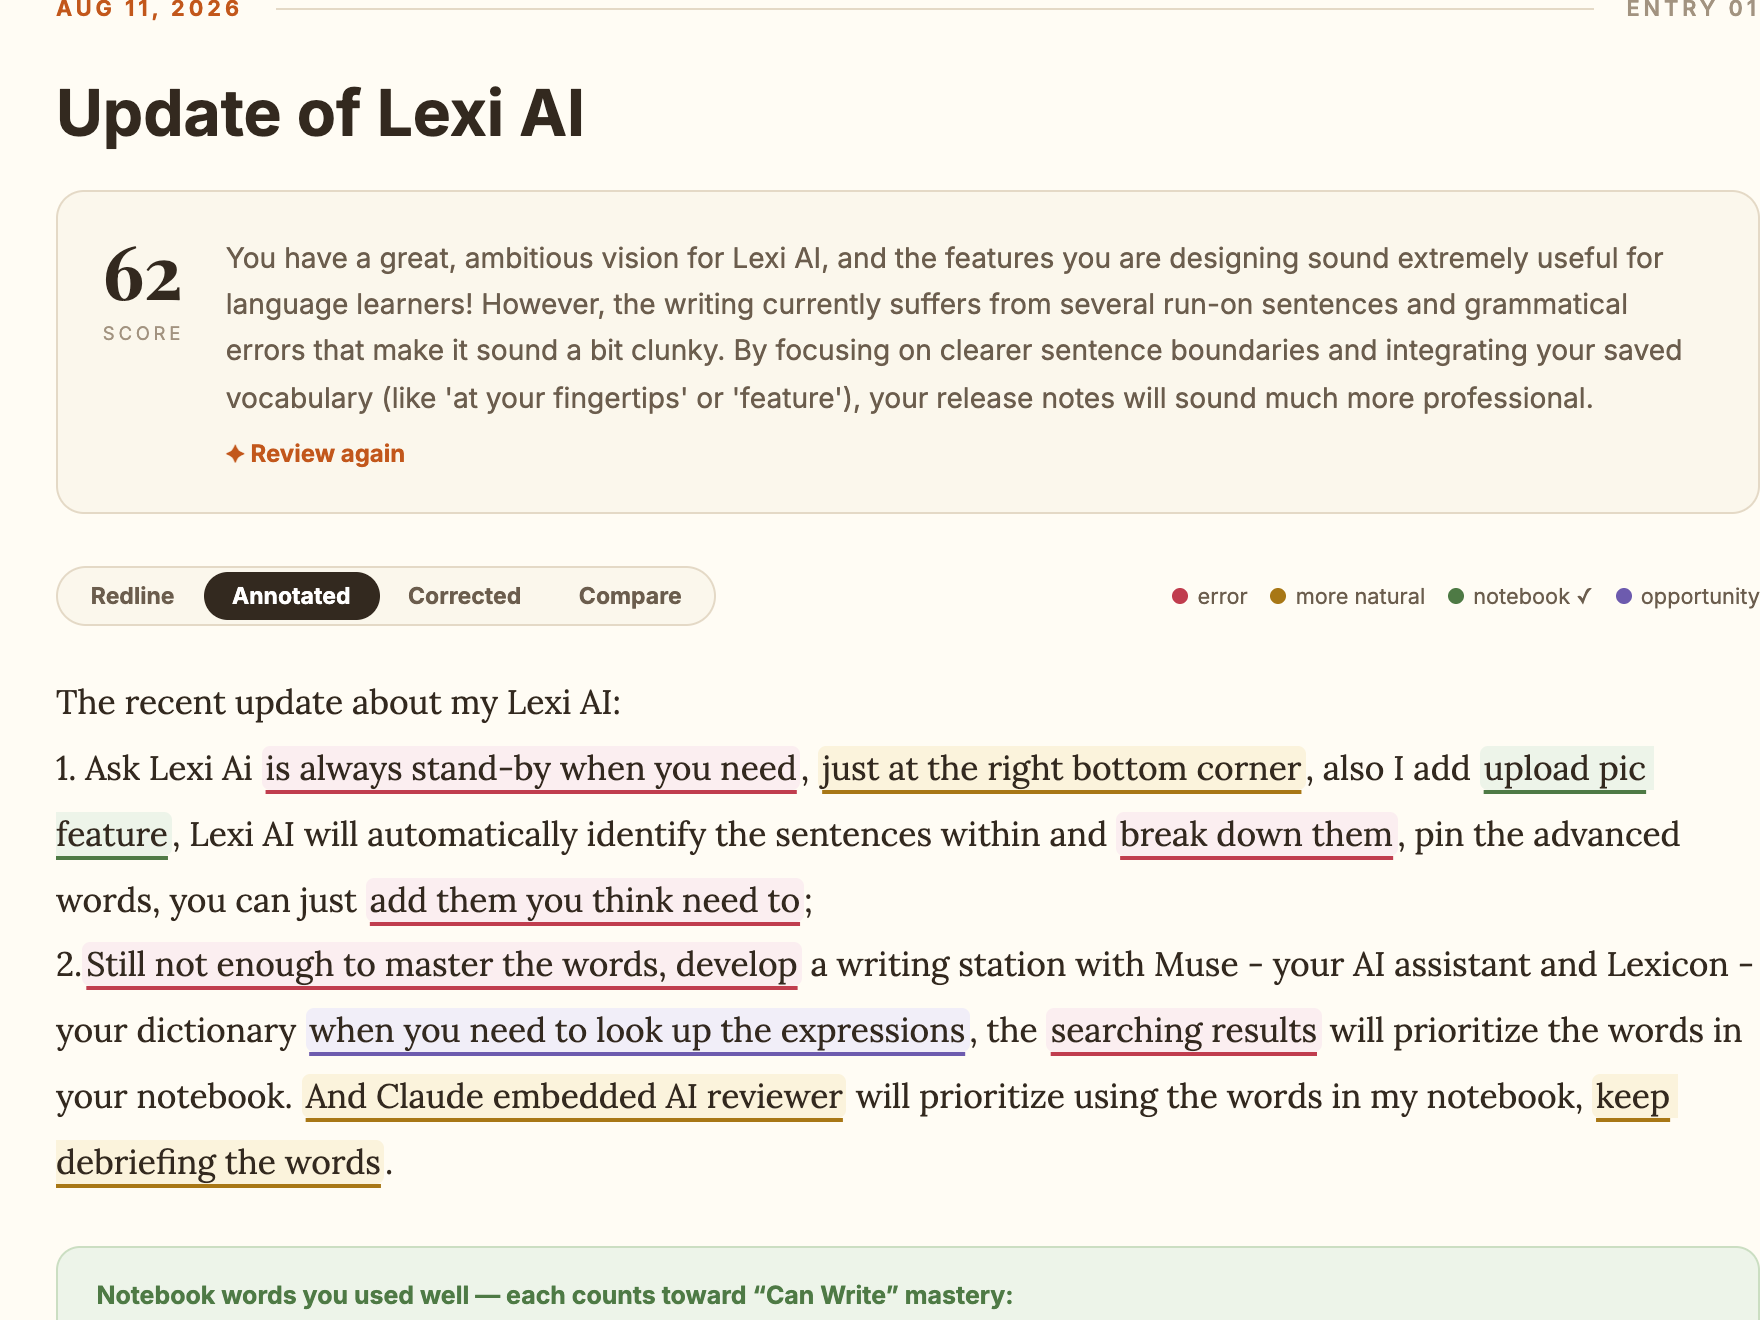 AUG 11, 2026
ENTRY 01
Update of Lexi AI
62
SCORE
You have a great, ambitious vision for Lexi AI, and the features you are designing sound extremely useful for
language learners! However, the writing currently suffers from several run-on sentences and grammatical
errors that make it sound a bit clunky. By focusing on clearer sentence boundaries and integrating your saved
vocabulary (like 'at your fingertips' or 'feature'), your release notes will sound much more professional.
✦ Review again
Redline Annotated Corrected Compare
error more natural notebook ✓ opportunity
The recent update about my Lexi AI:
1. Ask Lexi Ai is always stand-by when you need, just at the right bottom corner, also I add upload pic
feature, Lexi AI will automatically identify the sentences within and break down them, pin the advanced
words, you can just add them you think need to;
2. Still not enough to master the words, develop a writing station with Muse - your AI assistant and Lexicon -
your dictionary when you need to look up the expressions, the searching results will prioritize the words in
your notebook. And Claude embedded AI reviewer will prioritize using the words in my notebook, keep
debriefing the words.
Notebook words you used well — each counts toward “Can Write” mastery: